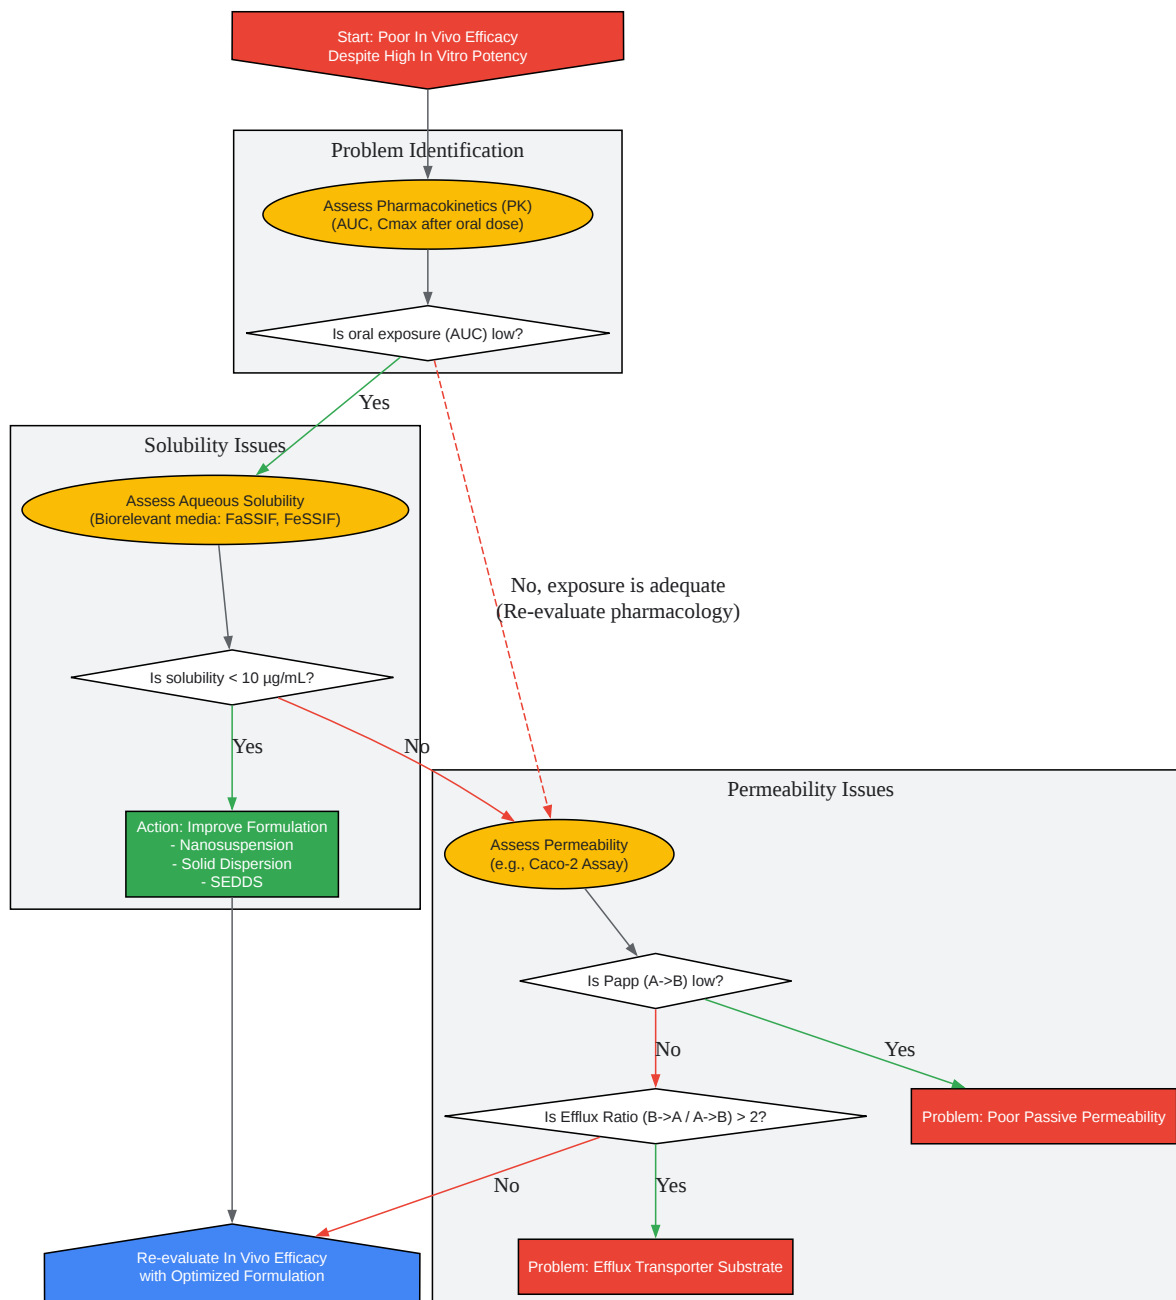 Start: Poor In Vivo Efficacy
Despite High In Vitro Potency
Problem Identification
Assess Pharmacokinetics (PK)
(AUC, Cmax after oral dose)
Is oral exposure (AUC) low?
Yes
Solubility Issues
Assess Aqueous Solubility
(Biorelevant media: FaSSIF, FeSSIF)
No, exposure is adequate
(Re-evaluate pharmacology)
Is solubility < 10 µg/mL?
Yes
No
Action: Improve Formulation
- Nanosuspension
- Solid Dispersion
- SEDDS
Permeability Issues
Assess Permeability
(e.g., Caco-2 Assay)
Is Papp (A->B) low?
No
Yes
Is Efflux Ratio (B->A / A->B) > 2?
Problem: Poor Passive Permeability
No
Yes
Re-evaluate In Vivo Efficacy
with Optimized Formulation
Problem: Efflux Transporter Substrate